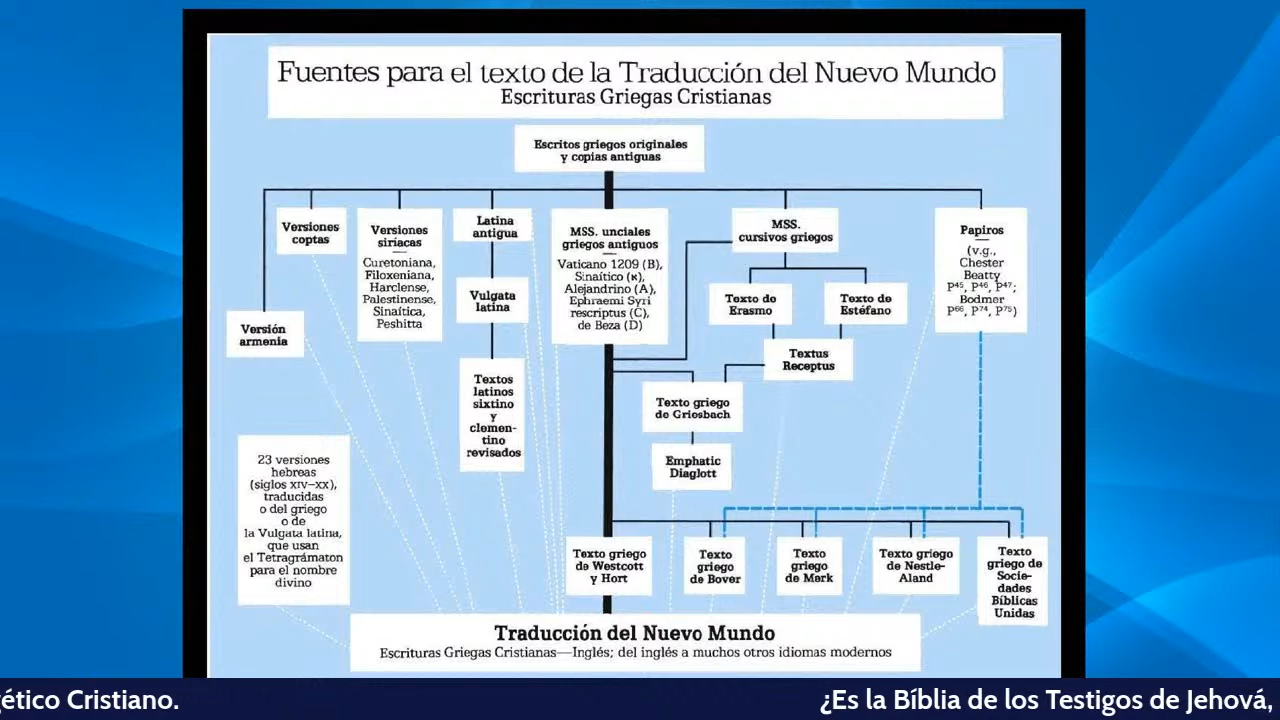 Fuentes para el texto de la Traducción del Nuevo Mundo
Escrituras Griegas Cristianas
Escritos griegos originales
y copias antiguas
Versiones
coptas
Versiones
siríacas
Curetoniana,
Filoxeniana,
Harclense,
Palestinense,
Sinaítica,
Peshitta
Latina
antigua
MSS. unciales
griegos antiguos
Vaticano 1209 (B),
Sinaítico (א),
Alejandrino (A),
Ephraemi Syri
rescriptus (C),
de Beza (D)
MSS.
cursivos griegos
Papiros
(v.g.,
Chester
Beatty
P⁴⁵, P⁴⁶, P⁴⁷;
Bodmer
P⁶⁶, P⁷⁴, P⁷⁵)
Vulgata
latina
Texto de
Erasmo
Texto de
Estéfano
Versión
armenia
Textus
Receptus
Textos
latinos
sixtino
y
clemen-
tino
revisados
Texto griego
de Griesbach
Emphatic
Diaglott
23 versiones
hebreas
(siglos XIV–XX),
traducidas
o del griego
o de
la Vulgata latina,
que usan
el Tetragrámaton
para el nombre
divino
Texto griego
de Westcott
y Hort
Texto
griego
de Bover
Texto
griego
de Merk
Texto griego
de Nestle-
Aland
Texto
griego de
Socie-
dades
Bíblicas
Unidas
Traducción del Nuevo Mundo
Escrituras Griegas Cristianas—Inglés; del inglés a muchos otros idiomas modernos
gético Cristiano.
¿Es la Bíblia de los Testigos de Jehová,